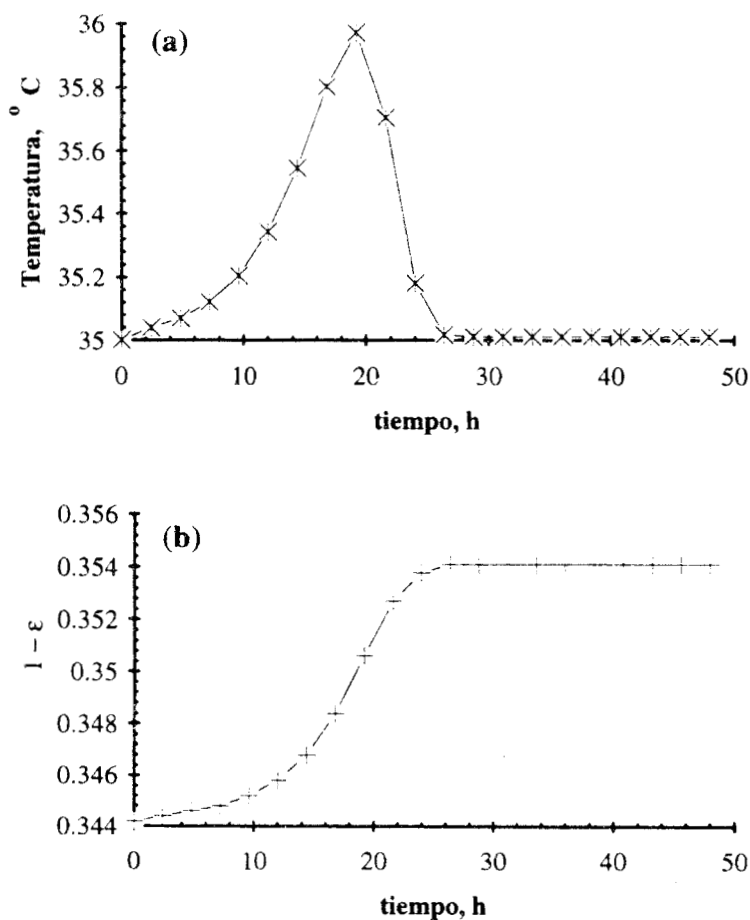 (a)
Temperatura, ° C
36
35.8
35.6
35.4
35.2
35
0 10 20 30 40 50
tiempo, h
(b)
1 - ε
0.356
0.354
0.352
0.35
0.348
0.346
0.344
0 10 20 30 40 50
tiempo, h